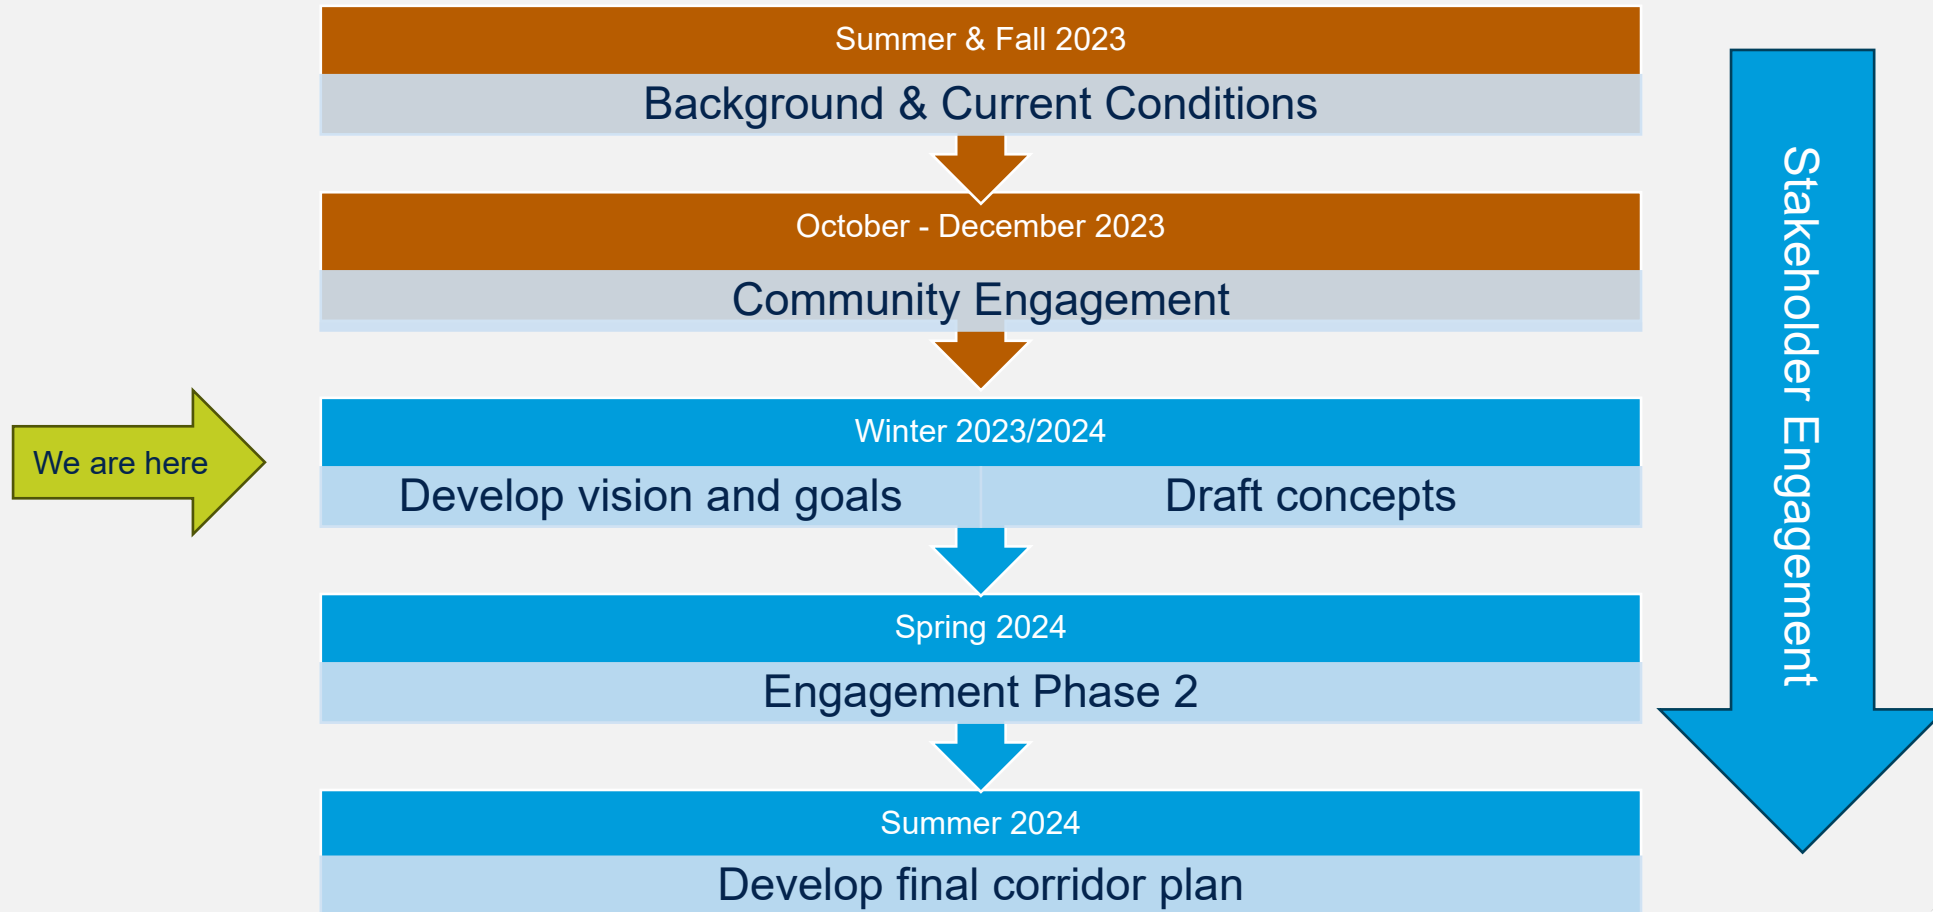 Summer & Fall 2023
Background & Current Conditions
October - December 2023
Community Engagement
We are here
Winter 2023/2024
Develop vision and goals
Draft concepts
Spring 2024
Engagement Phase 2
Summer 2024
Develop final corridor plan
Stakeholder Engagement